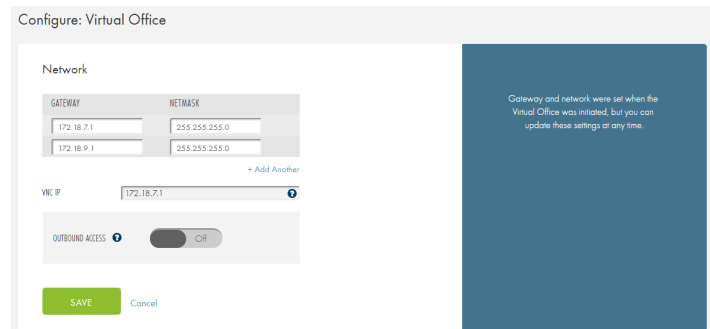 Configure: Virtual Office
Network
GATEWAY NETMASK
172.18.7.1 255.255.255.0
172.18.9.1 255.255.255.0
+ Add Another
VNC IP 172.18.7.1 ?
OUTBOUND ACCESS ? Off
SAVE Cancel
Gateway and network were set when the
Virtual Office was initiated, but you can
update these settings at any time.